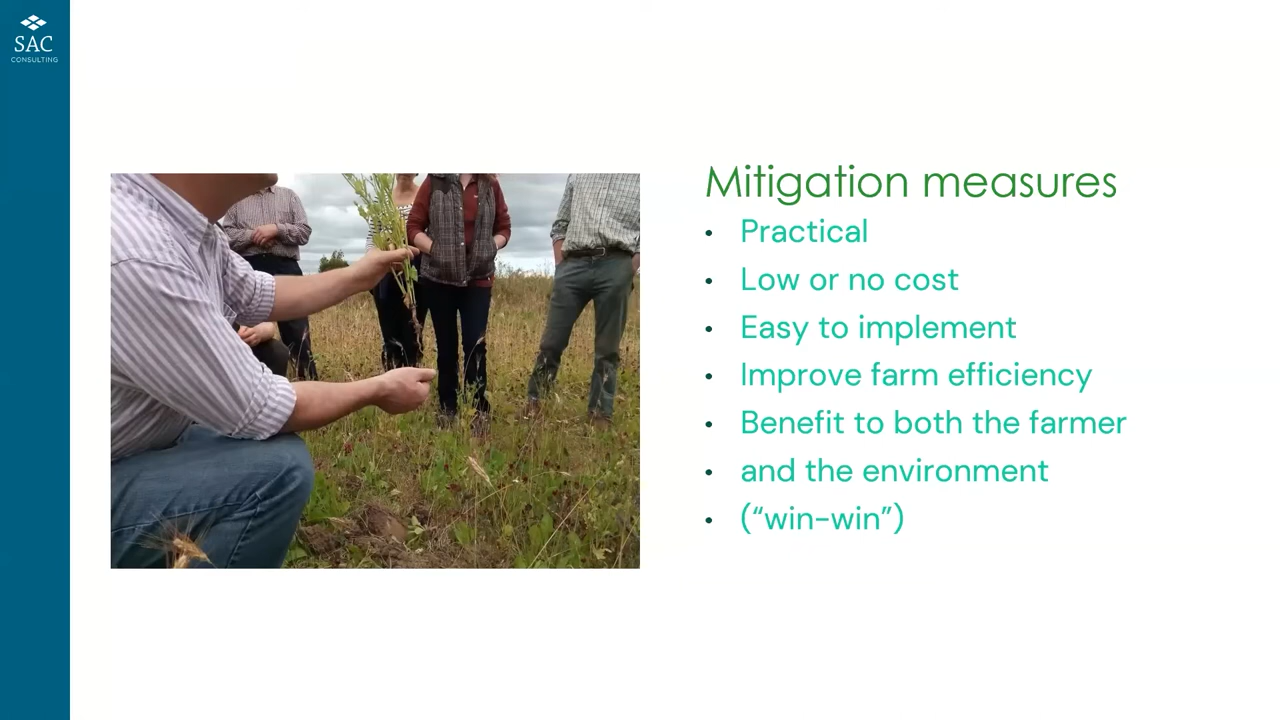 SAC
CONSULTING
Mitigation measures
• Practical
• Low or no cost
• Easy to implement
• Improve farm efficiency
• Benefit to both the farmer
• and the environment
• (“win-win”)